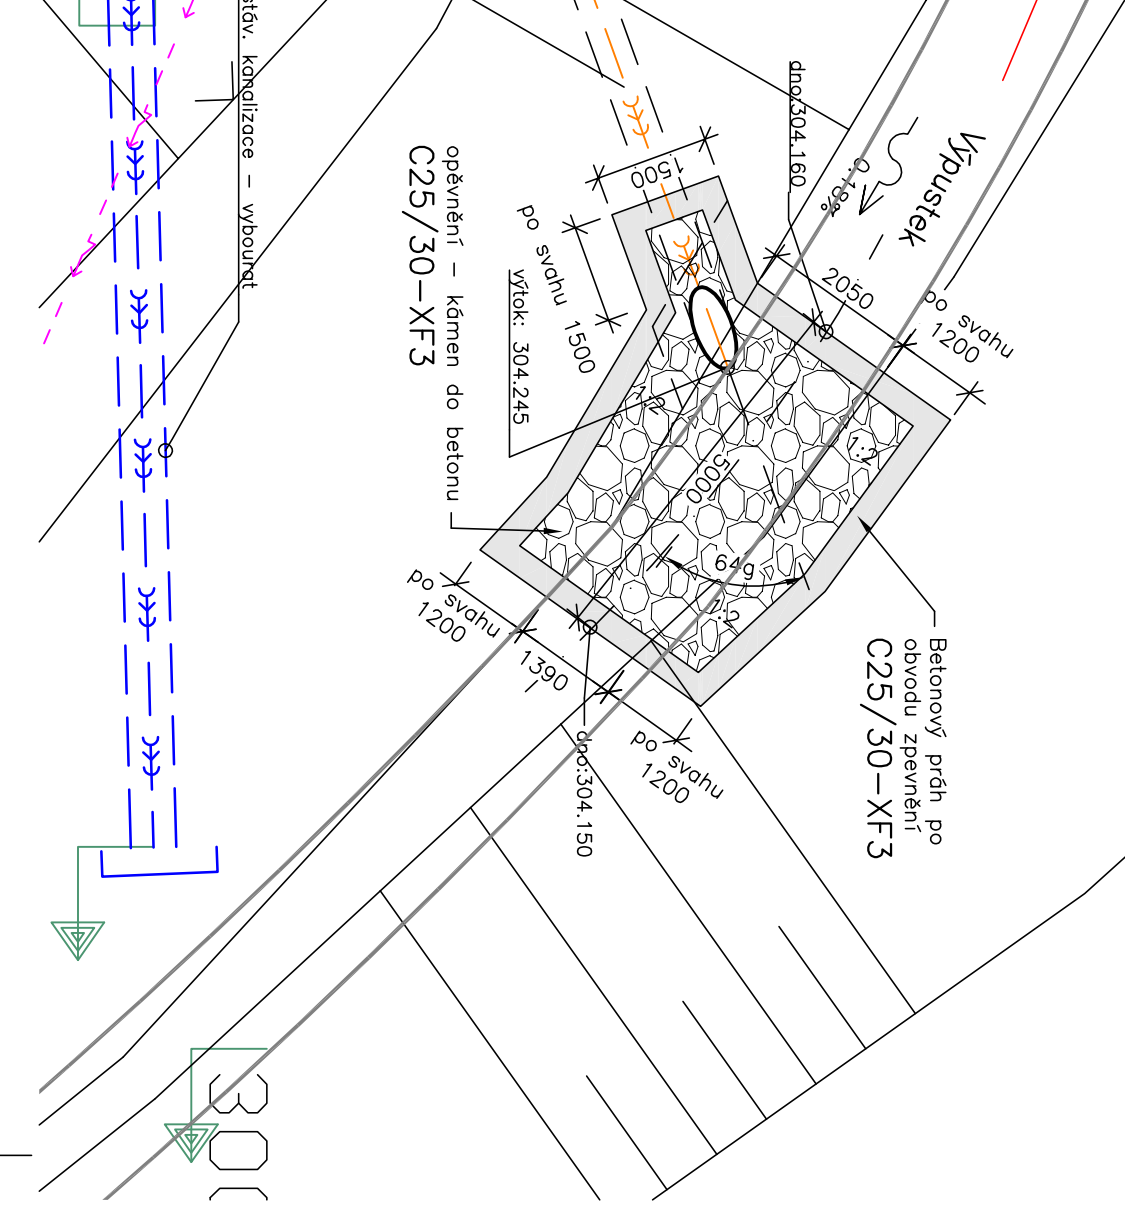 stáv. kanalizace – vybourat
opěvnění – kámen do betonu
C25/30–XF3
po svahu 1500
výtok: 304.245
1500
dno:304.160
0.18%
Výpustek
2050
po svahu
1200
1:2
1:2
5000
64g
1:2
po svahu
1200
1390
po svahu
1200
dno:304.150
Betonový práh po
obvodu zpevnění
C25/30–XF3